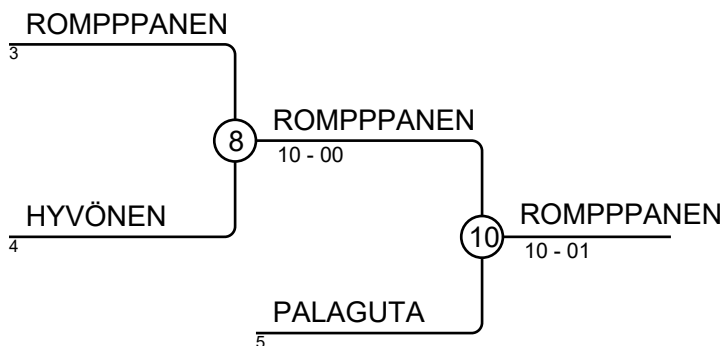 ROMPPPANEN
3
8
ROMPPPANEN
10 - 00
HYVÖNEN
4
10
ROMPPPANEN
10 - 01
PALAGUTA
5